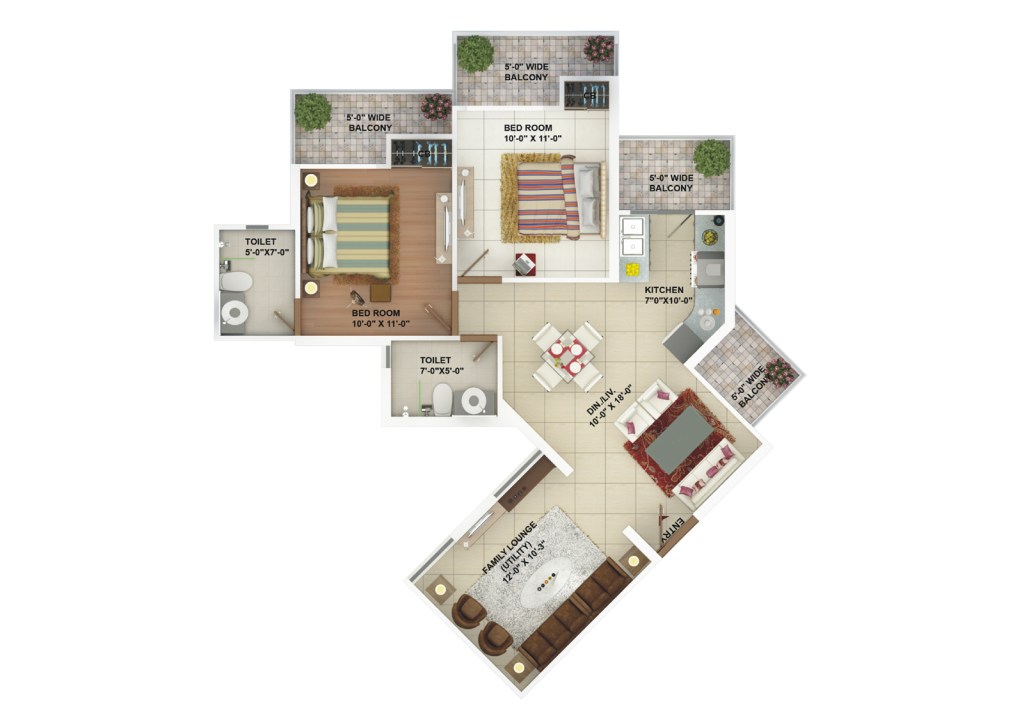 5'-0" WIDE
BALCONY
5'-0" WIDE
BALCONY
BED ROOM
10'-0" X 11'-0"
5'-0" WIDE
BALCONY
TOILET
5'-0"X7'-0"
KITCHEN
7"0"X10'-0"
BED ROOM
10'-0" X 11'-0"
TOILET
7'-0"X5'-0"
5'-0" WIDE
BALCONY
DIN./LIV.
10'-0" X 18'-0"
ENTRY
FAMILY LOUNGE
(UTILITY)
12'-0" X 10'-3"